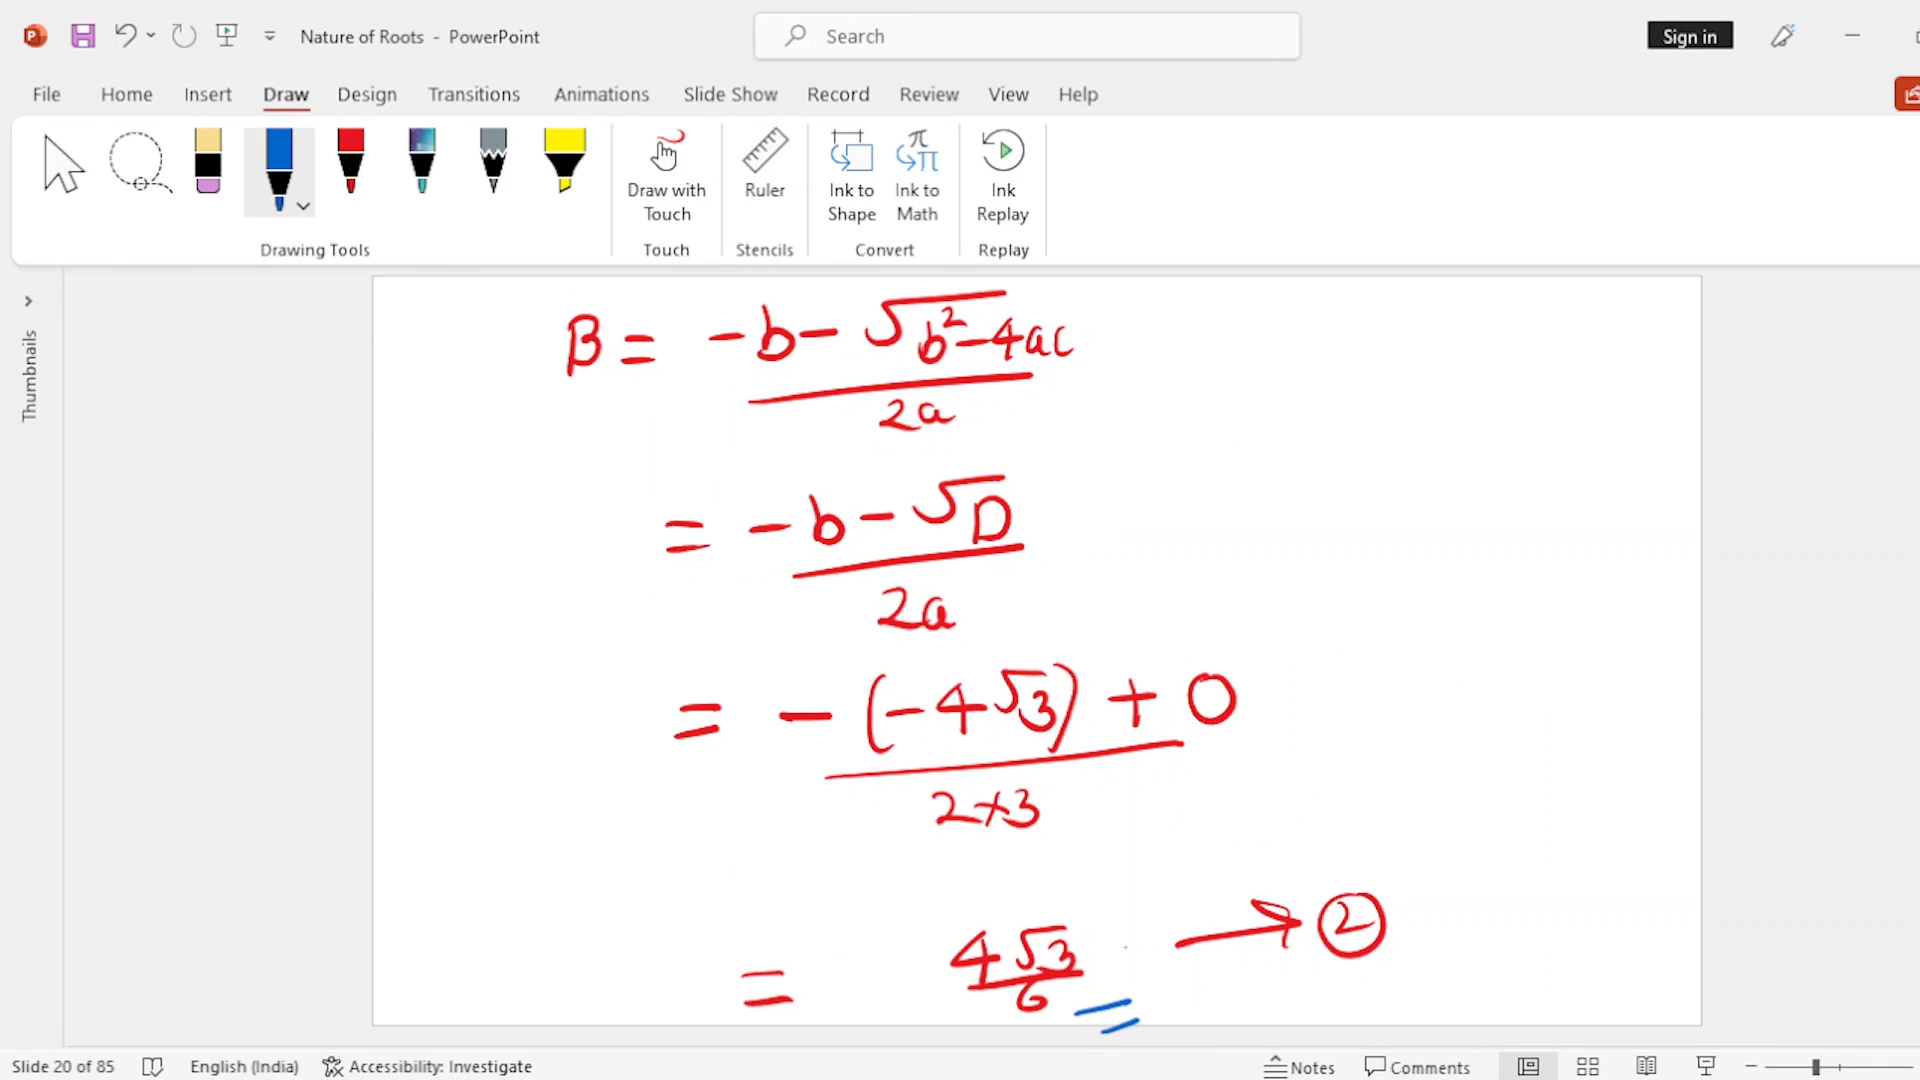 Nature of Roots - PowerPoint
Search
Sign in
File Home Insert Draw Design Transitions Animations Slide Show Record Review View Help
Draw with Touch
Ruler
Ink to Shape
Ink to Math
Ink Replay
Drawing Tools Touch Stencils Convert Replay
Thumbnails
β = -b - √b² - 4ac
2a
= -b - √D
2a
= - (-4√3) + 0
2×3
= 4√3 → ②
6
Slide 20 of 85 English (India) Accessibility: Investigate Notes Comments